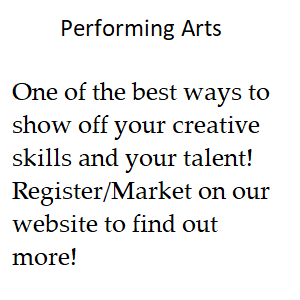 Performing Arts
One of the best ways to
show off your creative
skills and your talent!
Register/Market on our
website to find out
more!